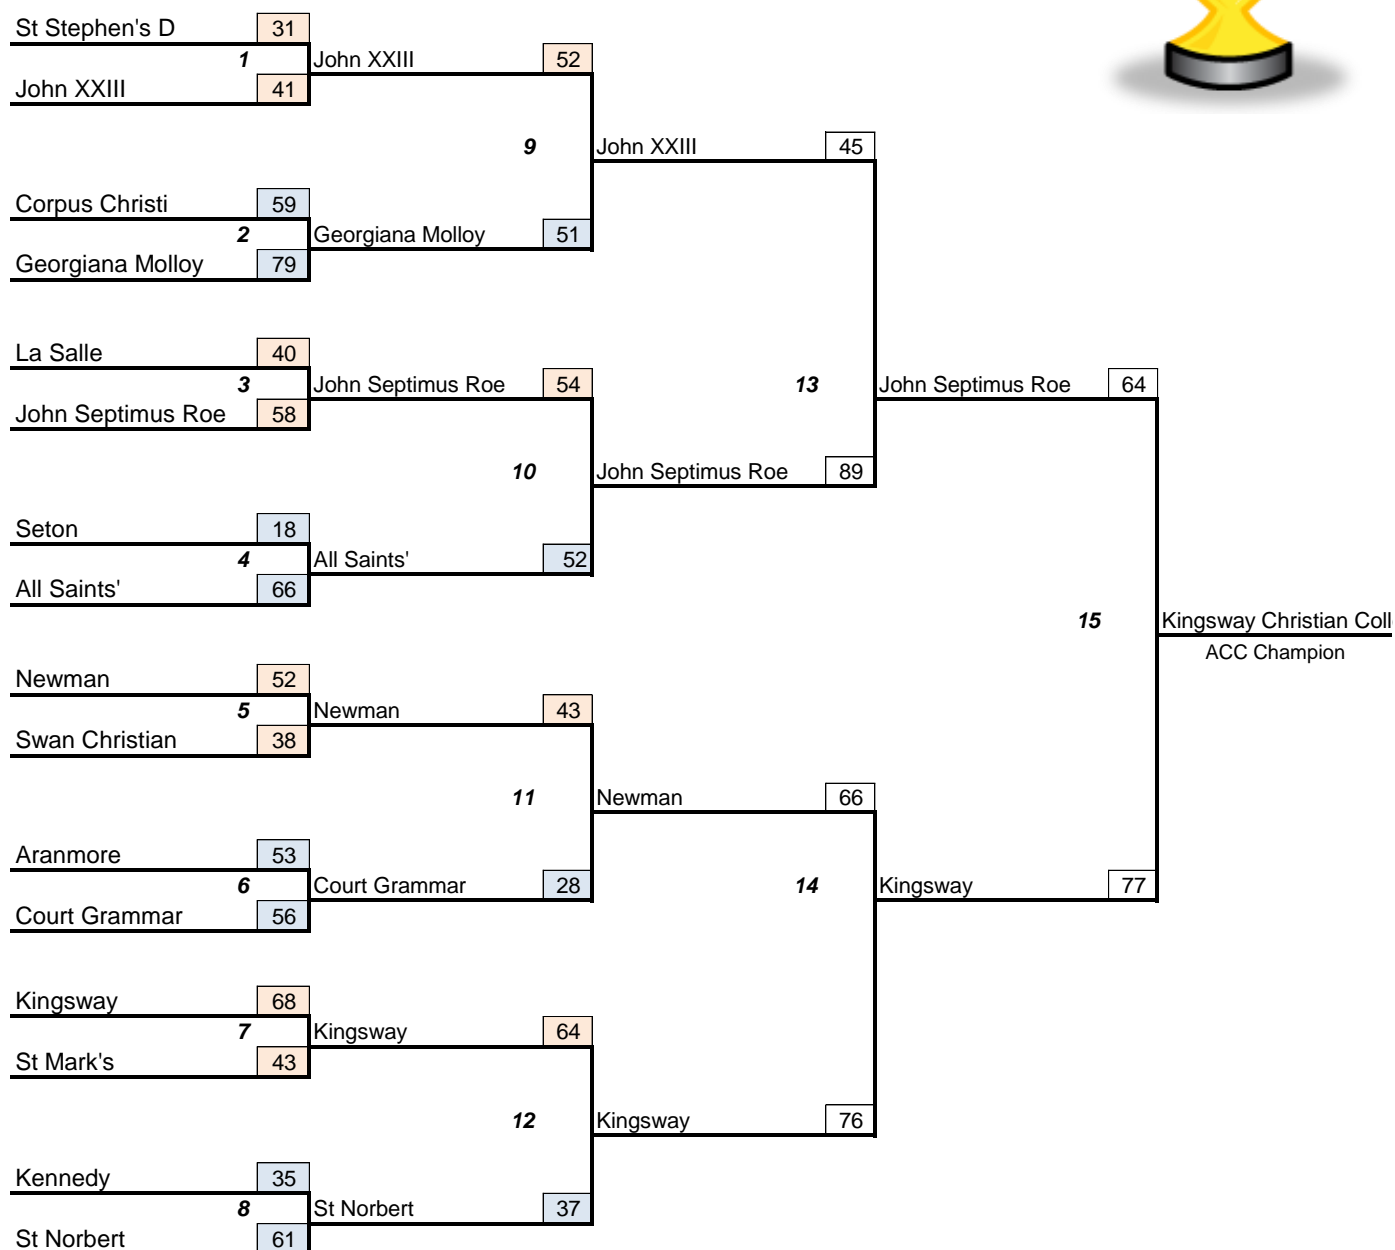 St Stephen's D 31
1 John XXIII 52
John XXIII 41
9 John XXIII 45
Corpus Christi 59
2 Georgiana Molloy 51
Georgiana Molloy 79
La Salle 40
3 John Septimus Roe 54 13 John Septimus Roe 64
John Septimus Roe 58
10 John Septimus Roe 89
Seton 18
4 All Saints' 52
All Saints' 66
15 Kingsway Christian Coll
ACC Champion
Newman 52
5 Newman 43
Swan Christian 38
11 Newman 66
Aranmore 53
6 Court Grammar 28 14 Kingsway 77
Court Grammar 56
Kingsway 68
7 Kingsway 64
St Mark's 43
12 Kingsway 76
Kennedy 35
8 St Norbert 37
St Norbert 61